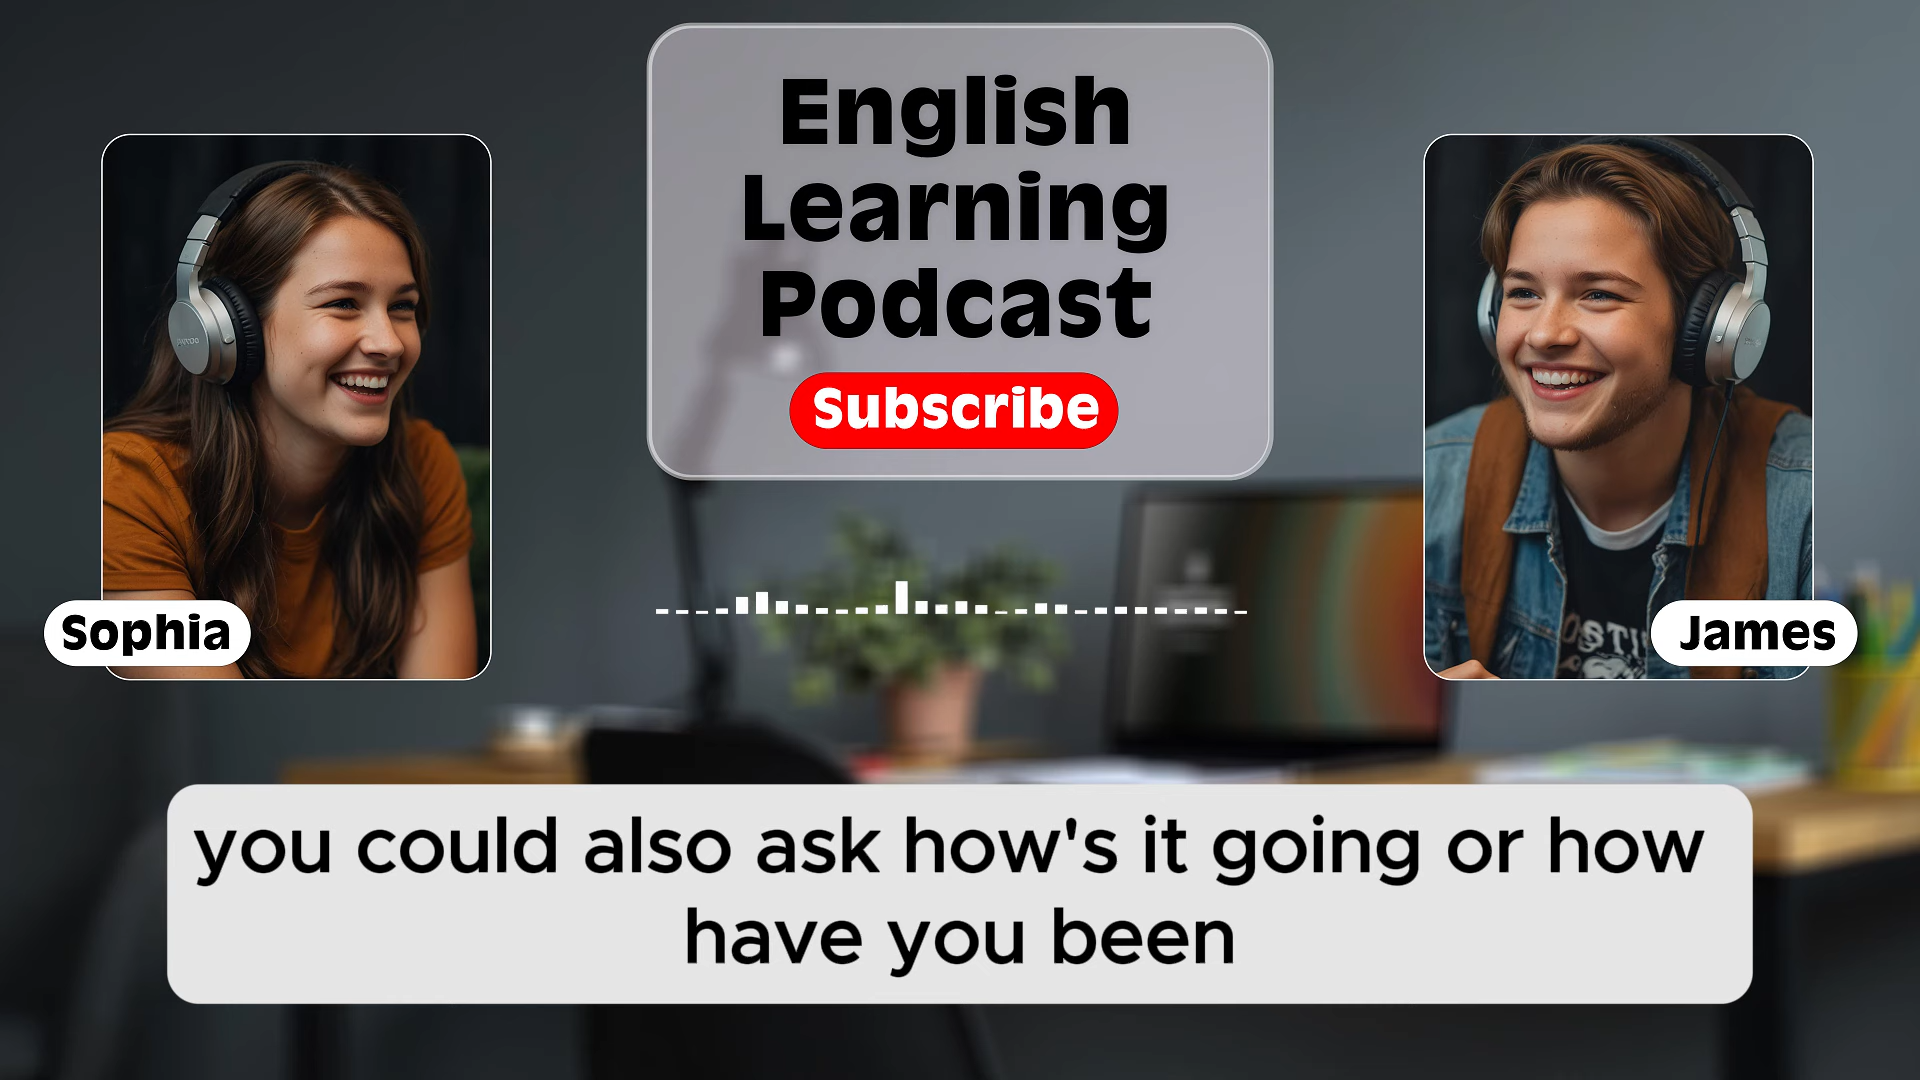 English
Learning
Podcast
Subscribe
Sophia
James
you could also ask how's it going or how
have you been